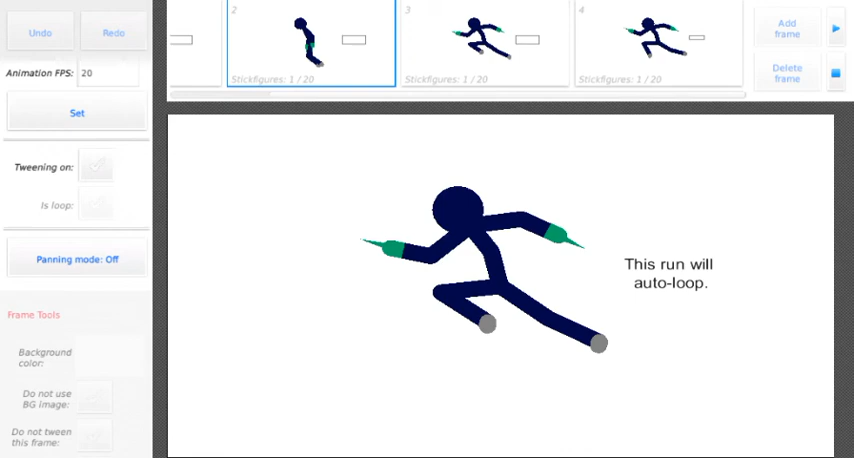 Undo
Redo
2
3
4
Add
frame
Animation FPS:
20
Stickfigures: 1 / 20
Stickfigures: 1 / 20
Stickfigures: 1 / 20
Delete
frame
Set
Tweening on:
Is loop:
Panning mode: Off
This run will
auto-loop.
Frame Tools
Background
color:
Do not use
BG image:
Do not tween
this frame: